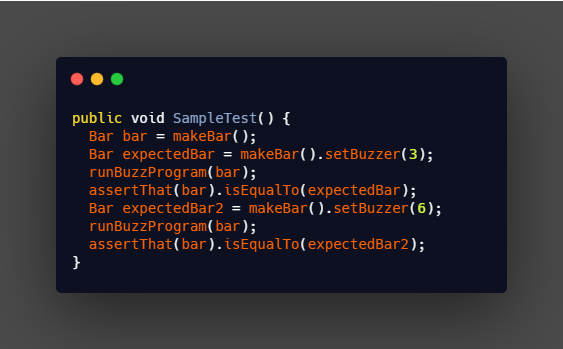 public void SampleTest() {
  Bar bar = makeBar();
  Bar expectedBar = makeBar().setBuzzer(3);
  runBuzzProgram(bar);
  assertThat(bar).isEqualTo(expectedBar);
  Bar expectedBar2 = makeBar().setBuzzer(6);
  runBuzzProgram(bar);
  assertThat(bar).isEqualTo(expectedBar2);
}